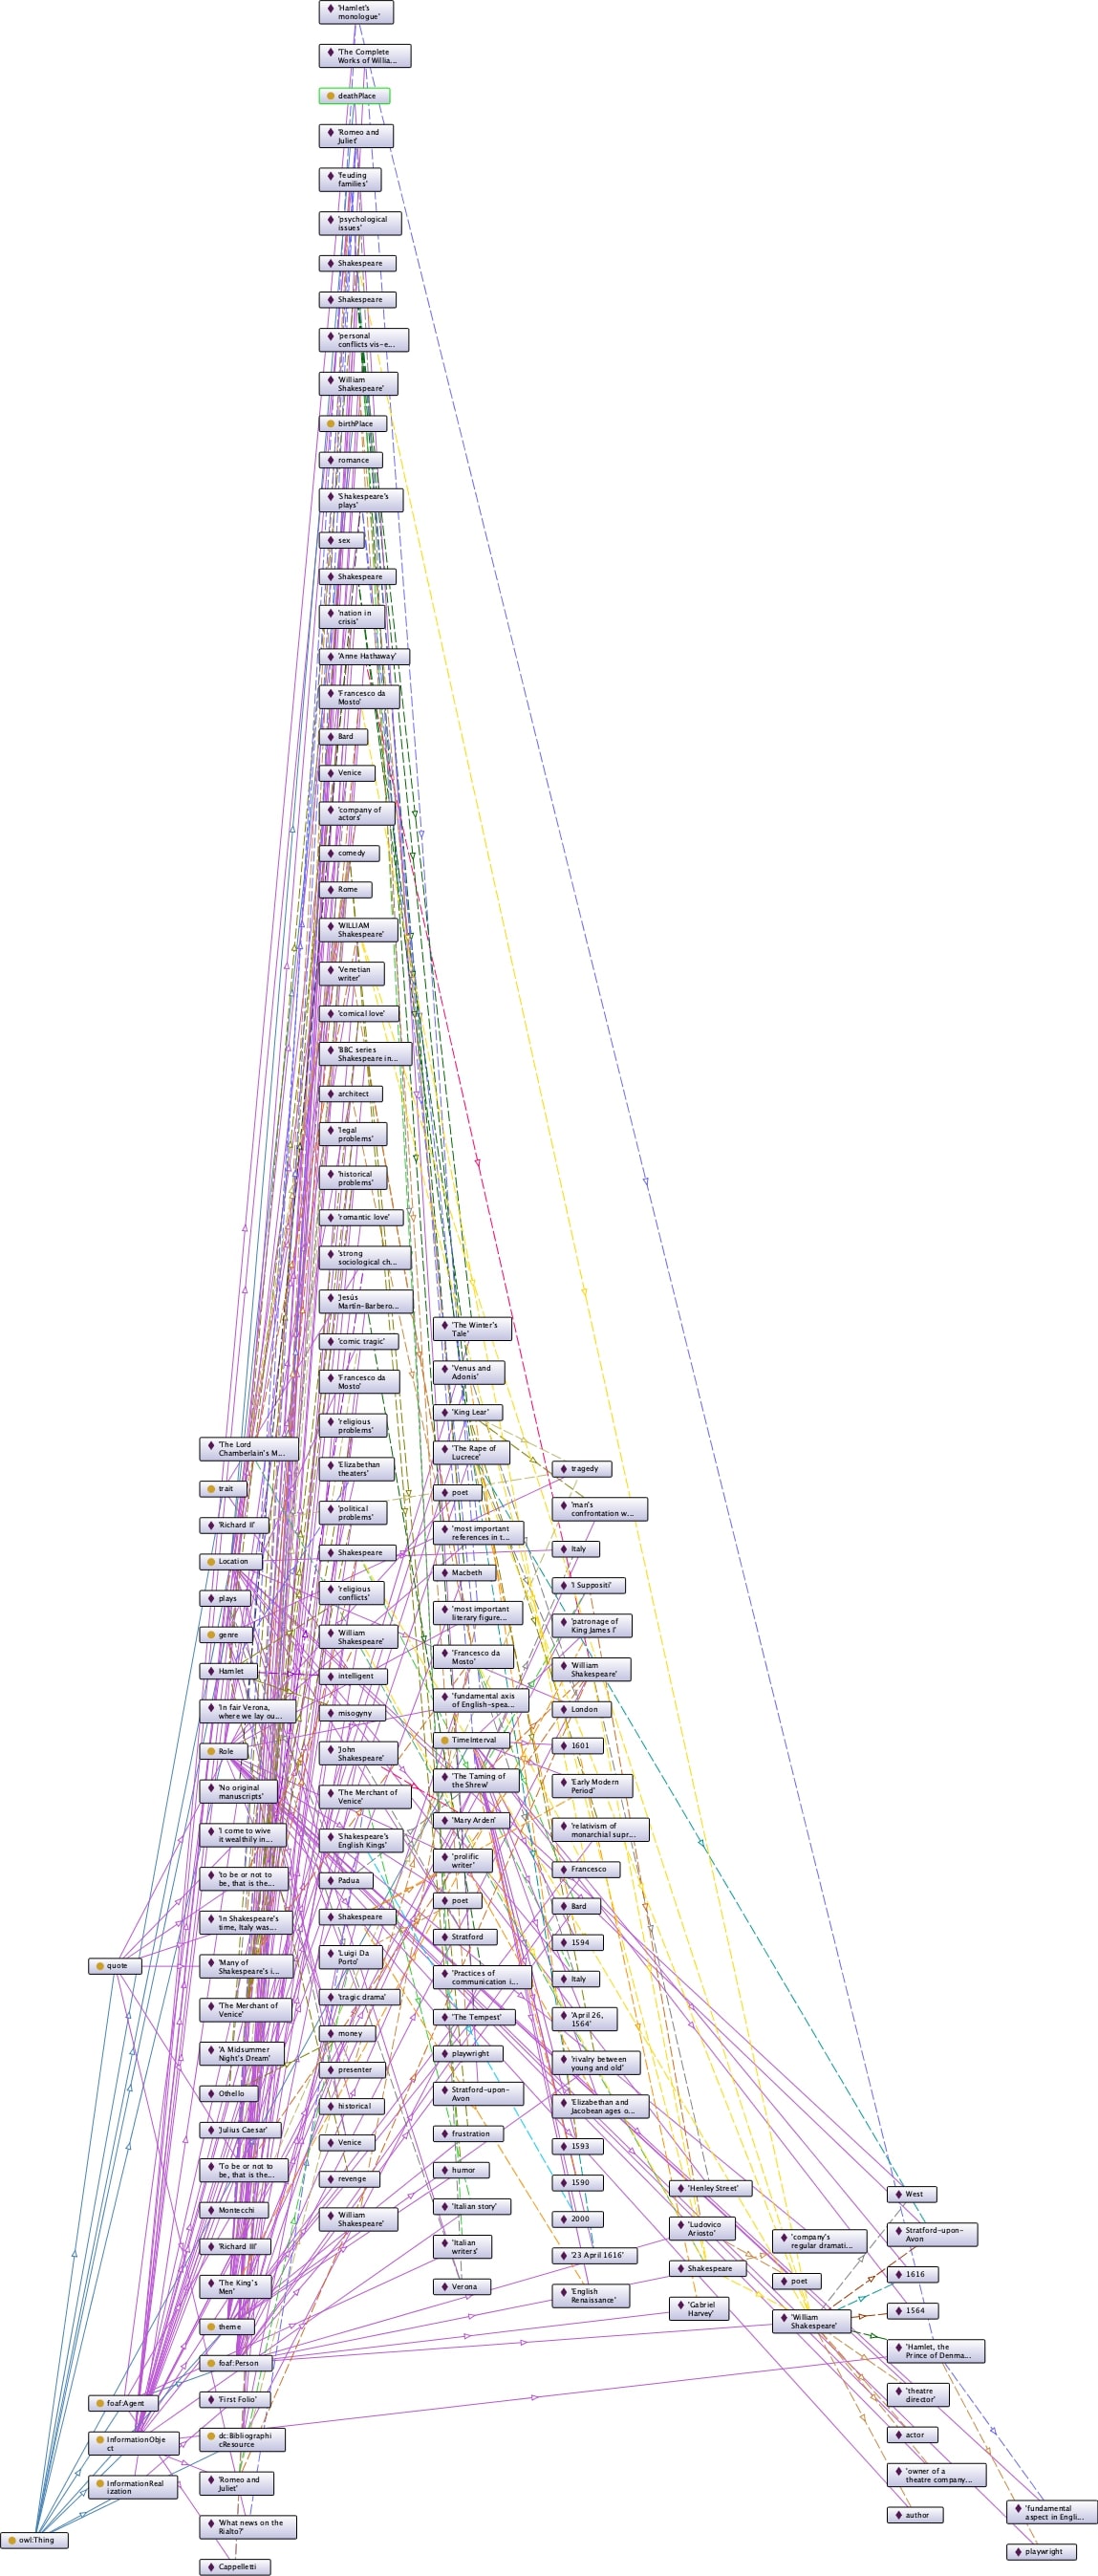 'Hamlet's
monologue'
'The Complete
Works of Willia...
deathPlace
'Romeo and
Juliet'
'Feuding
families'
'psychological
issues'
Shakespeare
Shakespeare
'personal
conflicts vis-e...
'William
Shakespeare'
birthPlace
romance
'Shakespeare's
plays'
sex
Shakespeare
'nation in
crisis'
'Anne Hathaway'
'Francesco da
Mosto'
Bard
Venice
'company of
actors'
comedy
Rome
'WILLIAM
Shakespeare'
'Venetian
writer'
'comical love'
'BBC series
Shakespeare in...
architect
'legal
problems'
'historical
problems'
'romantic love'
'strong
sociological ch...
'Jesús
Martín-Barbero...
'comic tragic'
'Francesco da
Mosto'
'religious
problems'
'Elizabethan
theaters'
'political
problems'
Shakespeare
'religious
conflicts'
'William
Shakespeare'
intelligent
misogyny
'John
Shakespeare'
'The Merchant of
Venice'
'Shakespeare's
English Kings'
Padua
Shakespeare
'Luigi Da
Porto'
'tragic drama'
money
presenter
historical
Venice
revenge
'William
Shakespeare'
'The Lord
Chamberlain's M...
trait
'Richard II'
Location
plays
genre
Hamlet
'In fair Verona,
where we lay ou...
Role
'No original
manuscripts'
'I come to wive
it wealthily in...
'to be or not to
be, that is the...
'In Shakespeare's
time, Italy was...
'Many of
Shakespeare's i...
'The Merchant of
Venice'
'A Midsummer
Night's Dream'
Othello
'Julius Caesar'
'To be or not to
be, that is the...
Montecchi
'Richard III'
'The King's
Men'
theme
foaf:Person
'First Folio'
dc:Bibliographi
cResource
'Romeo and
Juliet'
'What news on the
Rialto?'
Cappelletti
quote
foaf:Agent
InformationObje
ct
InformationReal
ization
owl:Thing
'The Winter's
Tale'
'Venus and
Adonis'
'King Lear'
'The Rape of
Lucrece'
poet
'most important
references in t...
Macbeth
'most important
literary figure...
'Francesco da
Mosto'
'fundamental axis
of English-spea...
TimeInterval
'The Taming of
the Shrew'
'Mary Arden'
'prolific
writer'
poet
Stratford
'Practices of
communication i...
'The Tempest'
playwright
Stratford-upon-
Avon
frustration
humor
'Italian story'
'Italian
writers'
Verona
tragedy
'man's
confrontation w...
Italy
'I Suppositi'
'patronage of
King James I'
'William
Shakespeare'
London
1601
'Early Modern
Period'
'relativism of
monarchial supr...
Francesco
Bard
1594
Italy
'April 26,
1564'
'rivalry between
young and old'
'Elizabethan and
Jacobean ages o...
1593
1590
2000
'23 April 1616'
'English
Renaissance'
'Henley Street'
'Ludovico
Ariosto'
Shakespeare
'Gabriel
Harvey'
'company's
regular dramati...
poet
'William
Shakespeare'
West
Stratford-upon-
Avon
1616
1564
'Hamlet, the
Prince of Denma...
'theatre
director'
actor
'owner of a
theatre company...
author
'fundamental
aspect in Engli...
playwright